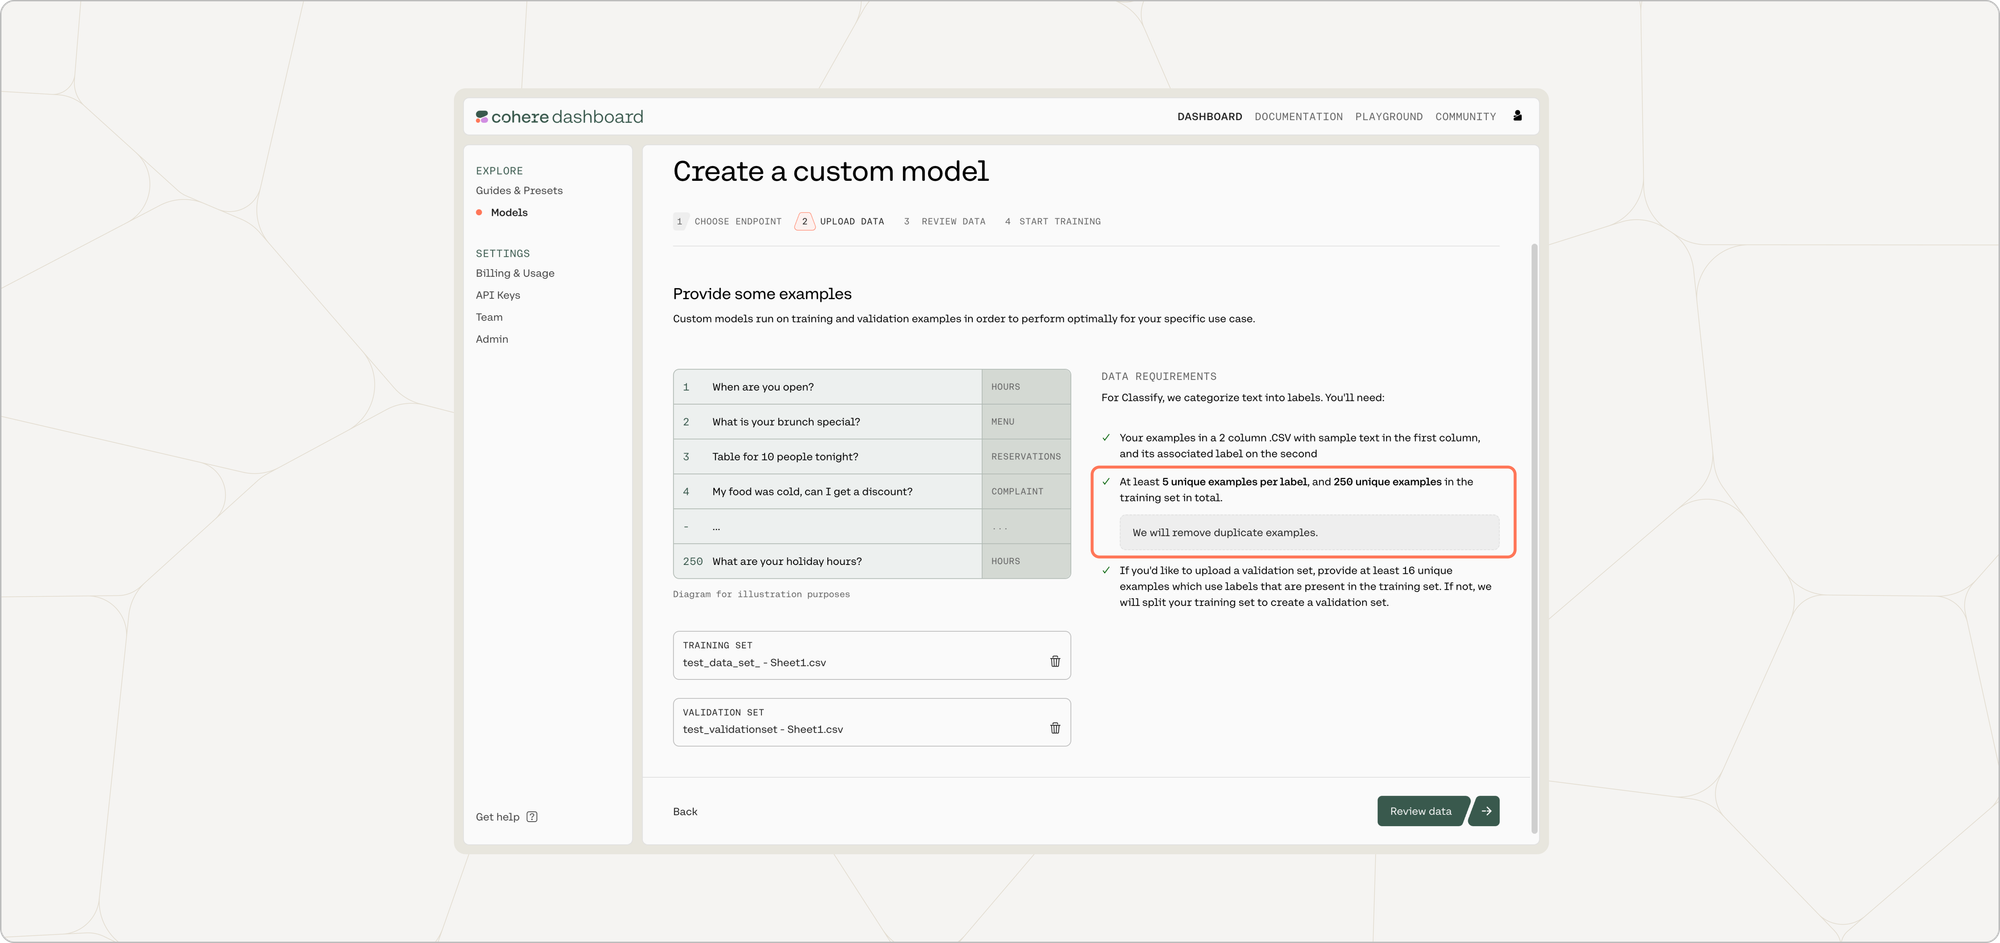 cohere dashboard
DASHBOARD DOCUMENTATION PLAYGROUND COMMUNITY
EXPLORE
Guides & Presets
Models
SETTINGS
Billing & Usage
API Keys
Team
Admin
Get help ?
Create a custom model
1 CHOOSE ENDPOINT 2 UPLOAD DATA 3 REVIEW DATA 4 START TRAINING
Provide some examples
Custom models run on training and validation examples in order to perform optimally for your specific use case.
1 When are you open? HOURS
2 What is your brunch special? MENU
3 Table for 10 people tonight? RESERVATIONS
4 My food was cold, can I get a discount? COMPLAINT
- ... ...
250 What are your holiday hours? HOURS
Diagram for illustration purposes
TRAINING SET
test_data_set_ - Sheet1.csv
VALIDATION SET
test_validationset - Sheet1.csv
DATA REQUIREMENTS
For Classify, we categorize text into labels. You'll need:
Your examples in a 2 column .CSV with sample text in the first column,
and its associated label on the second
At least 5 unique examples per label, and 250 unique examples in the
training set in total.
We will remove duplicate examples.
If you'd like to upload a validation set, provide at least 16 unique
examples which use labels that are present in the training set. If not, we
will split your training set to create a validation set.
Back
Review data